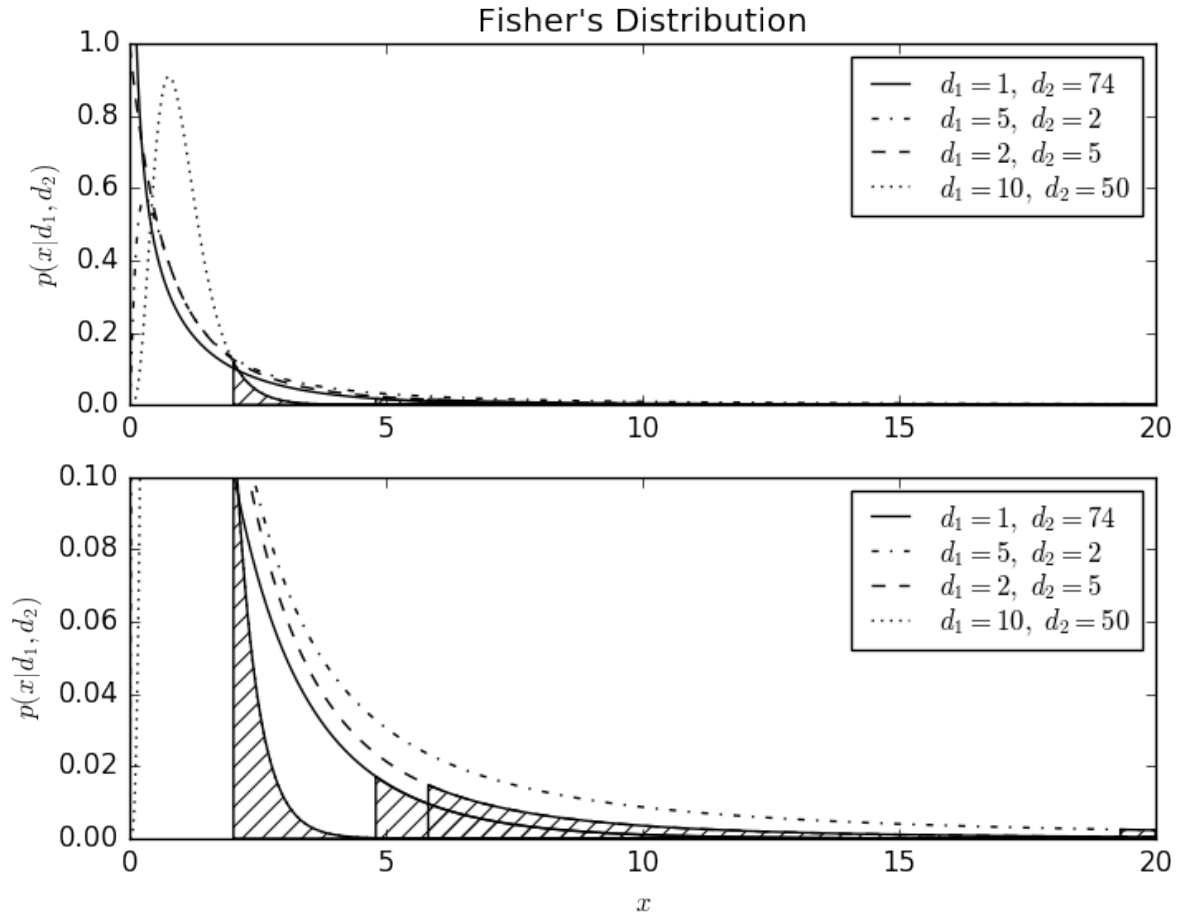 Fisher's Distribution
1.0
0.8
0.6
0.4
0.2
0.0
p(x|d₁, d₂)
d₁ = 1, d₂ = 74
d₁ = 5, d₂ = 2
d₁ = 2, d₂ = 5
d₁ = 10, d₂ = 50
0 5 10 15 20
0.10
0.08
0.06
0.04
0.02
0.00
p(x|d₁, d₂)
d₁ = 1, d₂ = 74
d₁ = 5, d₂ = 2
d₁ = 2, d₂ = 5
d₁ = 10, d₂ = 50
0 5 10 15 20
x